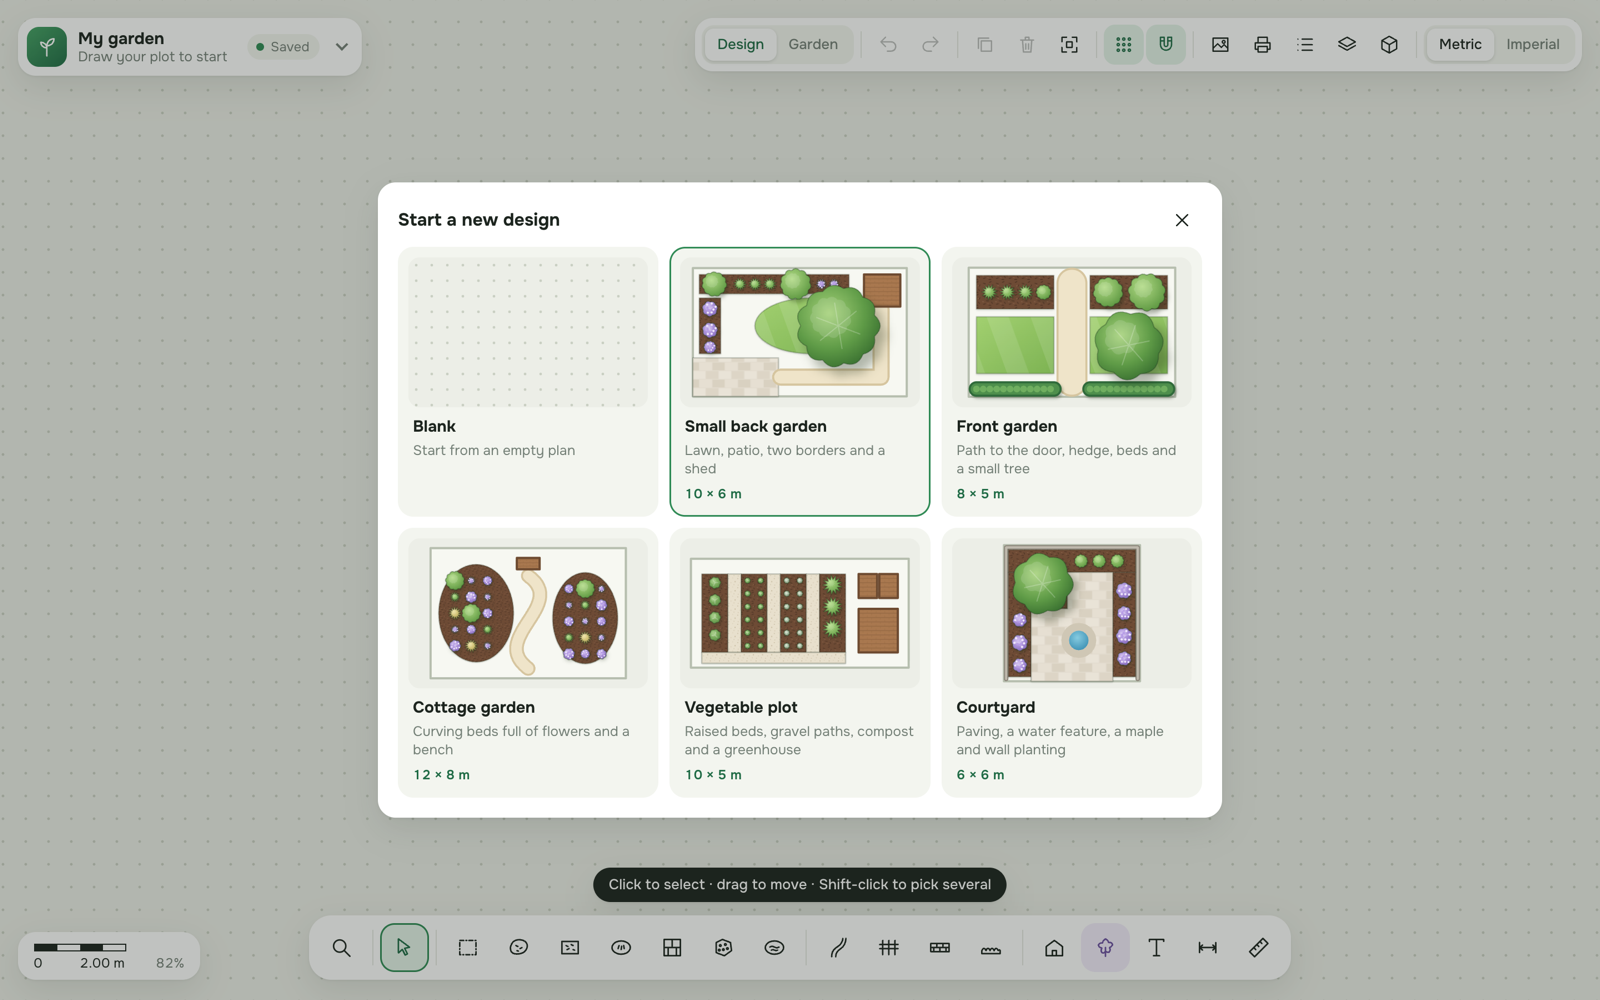 My garden
Draw your plot to start
Saved
Design
Garden
Metric
Imperial
Start a new design
Blank
Start from an empty plan
Small back garden
Lawn, patio, two borders and a
shed
10 × 6 m
Front garden
Path to the door, hedge, beds and
a small tree
8 × 5 m
Cottage garden
Curving beds full of flowers and a
bench
12 × 8 m
Vegetable plot
Raised beds, gravel paths, compost
and a greenhouse
10 × 5 m
Courtyard
Paving, a water feature, a maple
and wall planting
6 × 6 m
Click to select · drag to move · Shift-click to pick several
0
2.00 m
82%